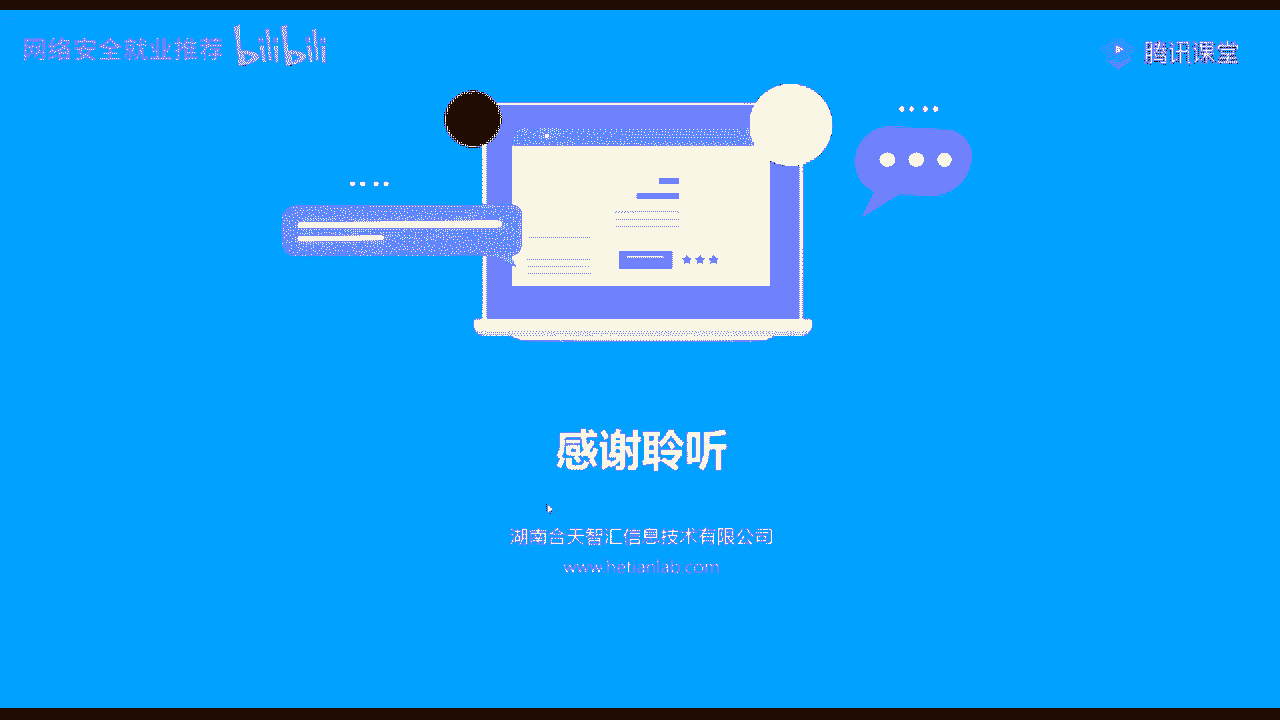 网络安全就业推荐 bilibili
腾讯课堂
感谢聆听
湖南合天智汇信息技术有限公司
www.hetianlab.com